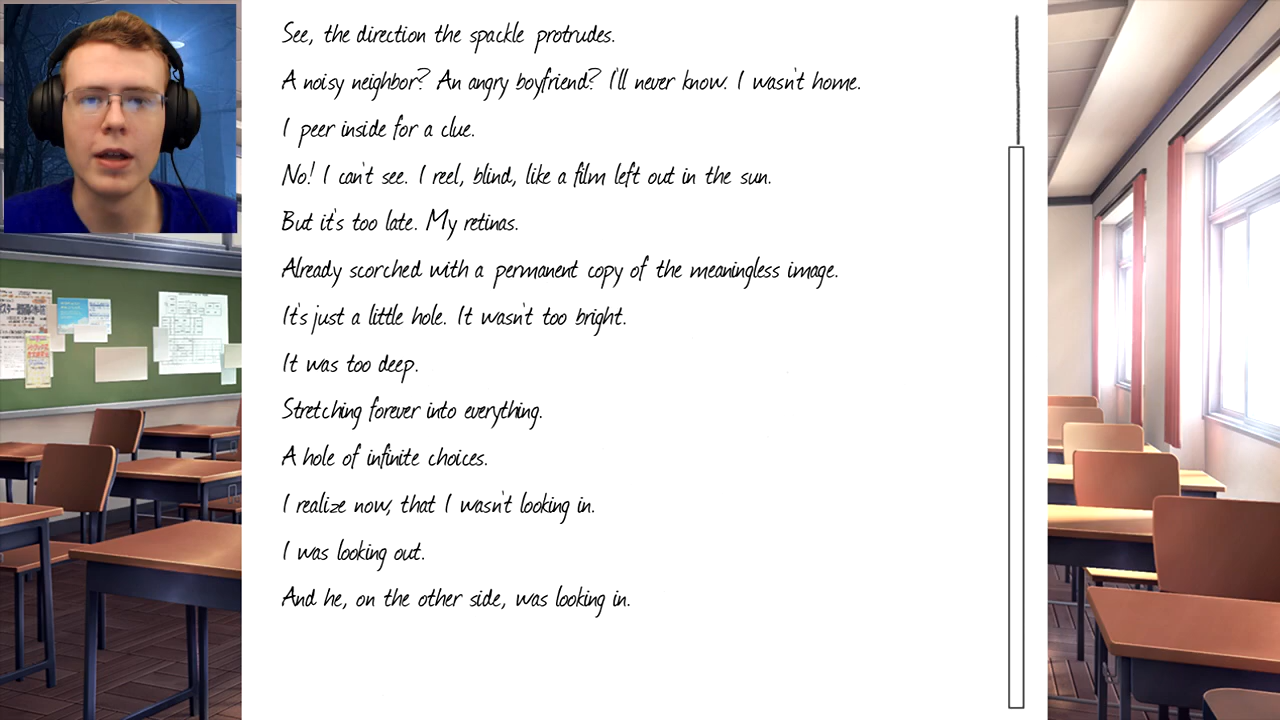 See, the direction the spackle protrudes.
A noisy neighbor? An angry boyfriend? I'll never know. I wasn't home.
I peer inside for a clue.
No! I can't see. I reel, blind, like a film left out in the sun.
But it's too late. My retinas.
Already scorched with a permanent copy of the meaningless image.
It's just a little hole. It wasn't too bright.
It was too deep.
Stretching forever into everything.
A hole of infinite choices.
I realize now, that I wasn't looking in.
I was looking out.
And he, on the other side, was looking in.